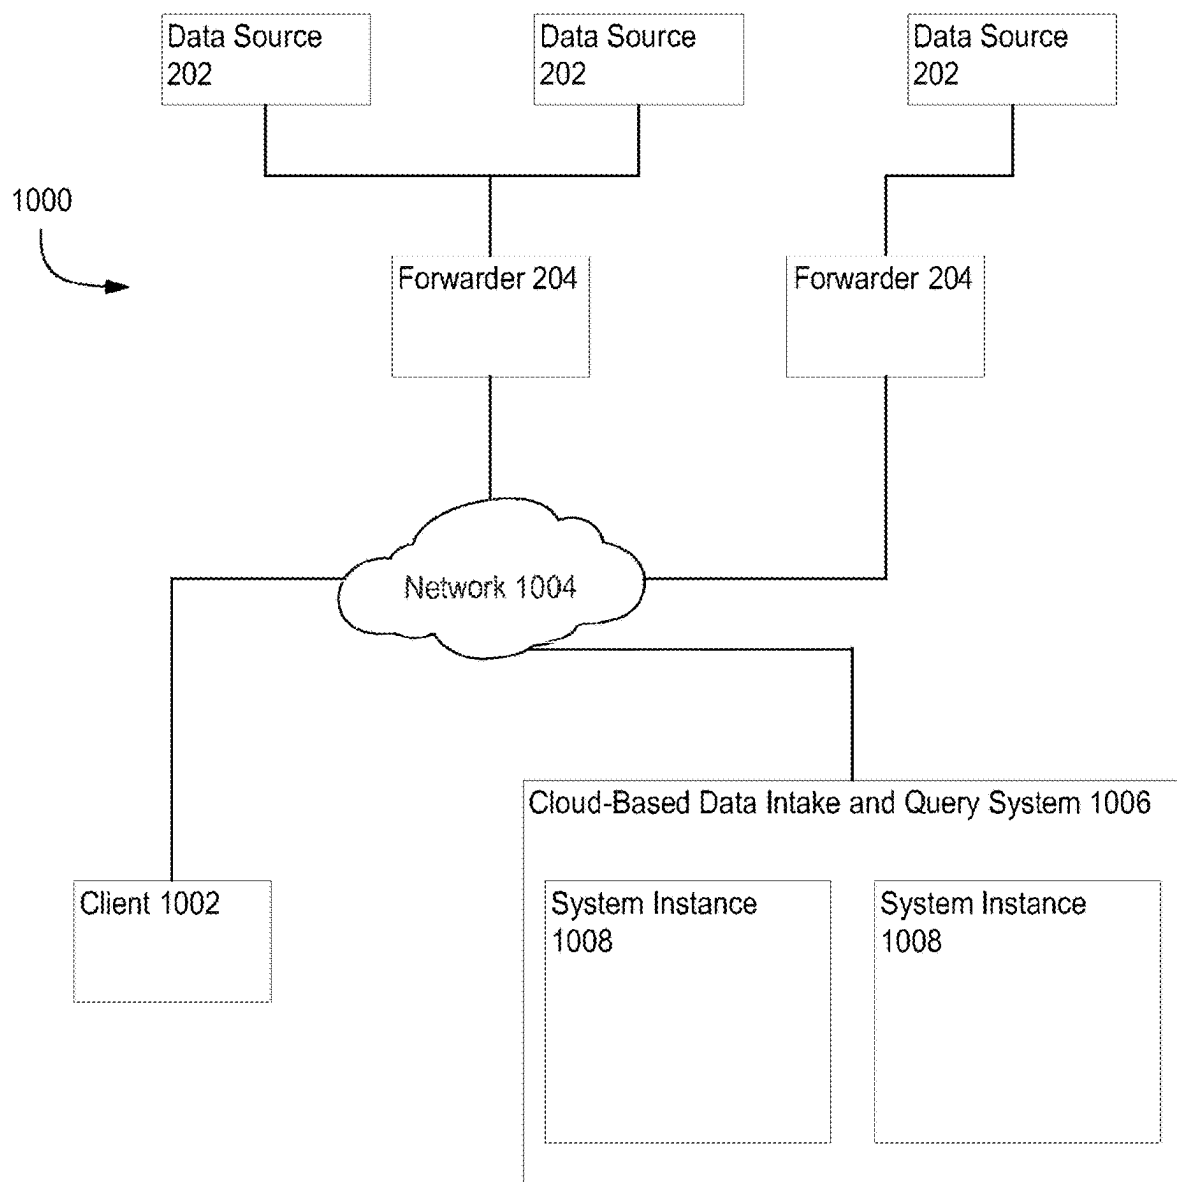 Data Source
202
Data Source
202
Data Source
202
1000
Forwarder 204
Forwarder 204
Network 1004
Cloud-Based Data Intake and Query System 1006
Client 1002
System Instance
1008
System Instance
1008